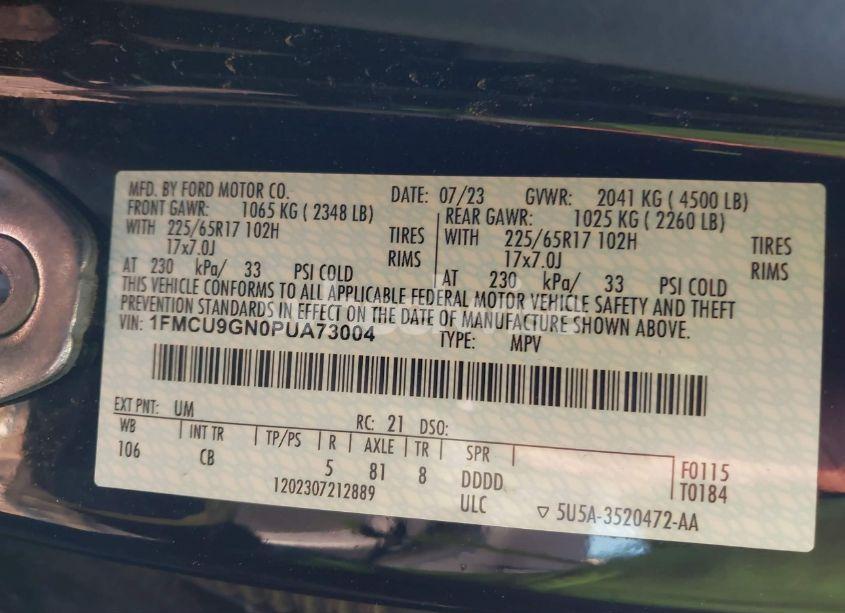 MFD. BY FORD MOTOR CO. DATE: 07/23 GVWR: 2041 KG ( 4500 LB)
FRONT GAWR: 1065 KG ( 2348 LB) REAR GAWR: 1025 KG ( 2260 LB)
WITH 225/65R17 102H TIRES WITH 225/65R17 102H TIRES
17x7.0J RIMS 17x7.0J RIMS
AT 230 kPa/ 33 PSI COLD AT 230 kPa/ 33 PSI COLD
THIS VEHICLE CONFORMS TO ALL APPLICABLE FEDERAL MOTOR VEHICLE SAFETY AND THEFT
PREVENTION STANDARDS IN EFFECT ON THE DATE OF MANUFACTURE SHOWN ABOVE.
VIN: 1FMCU9GN0PUA73004 TYPE: MPV
EXT PNT: UM RC: 21 DSO:
WB INT TR TP/PS R AXLE TR SPR
106 CB 5 81 8 DDDD F0115
1202307212889 ULC T0184
▽ 5U5A-3520472-AA